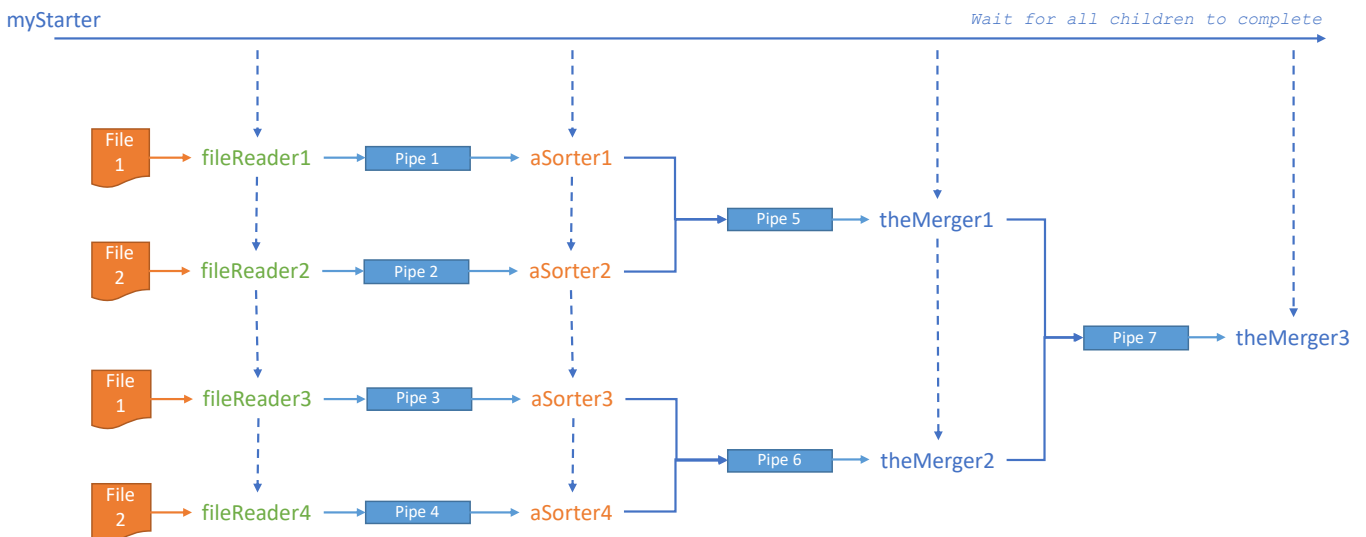 myStarter
Wait for all children to complete
File
1
fileReader1
Pipe 1
aSorter1
Pipe 5
theMerger1
File
2
fileReader2
Pipe 2
aSorter2
Pipe 7
theMerger3
File
1
fileReader3
Pipe 3
aSorter3
Pipe 6
theMerger2
File
2
fileReader4
Pipe 4
aSorter4